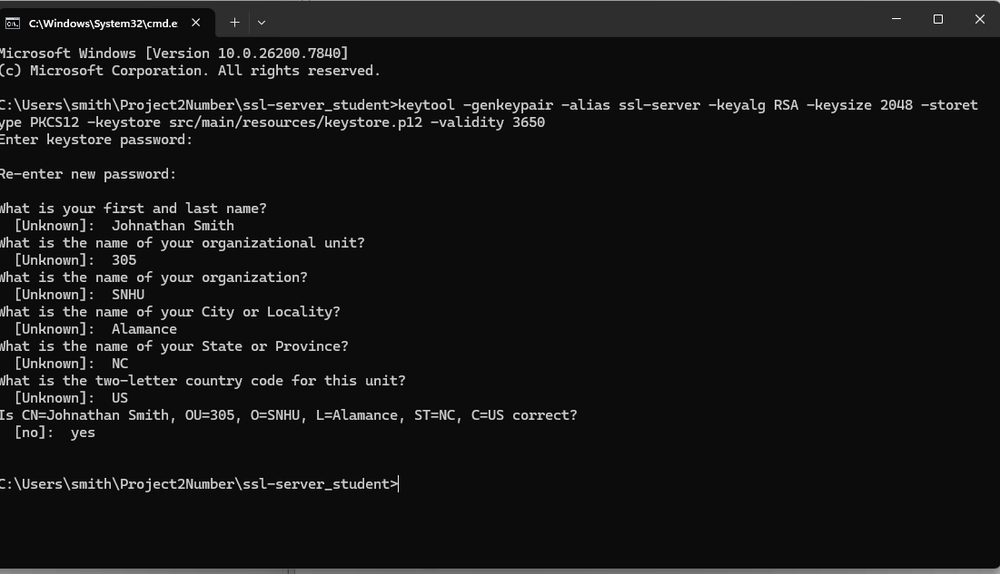 C:\Windows\System32\cmd.e
Microsoft Windows [Version 10.0.26200.7840]
(c) Microsoft Corporation. All rights reserved.
C:\Users\smith\Project2Number\ssl-server_student>keytool -genkeypair -alias ssl-server -keyalg RSA -keysize 2048 -storet
ype PKCS12 -keystore src/main/resources/keystore.p12 -validity 3650
Enter keystore password:
Re-enter new password:
What is your first and last name?
[Unknown]:  Johnathan Smith
What is the name of your organizational unit?
[Unknown]:  305
What is the name of your organization?
[Unknown]:  SNHU
What is the name of your City or Locality?
[Unknown]:  Alamance
What is the name of your State or Province?
[Unknown]:  NC
What is the two-letter country code for this unit?
[Unknown]:  US
Is CN=Johnathan Smith, OU=305, O=SNHU, L=Alamance, ST=NC, C=US correct?
[no]:  yes
C:\Users\smith\Project2Number\ssl-server_student>